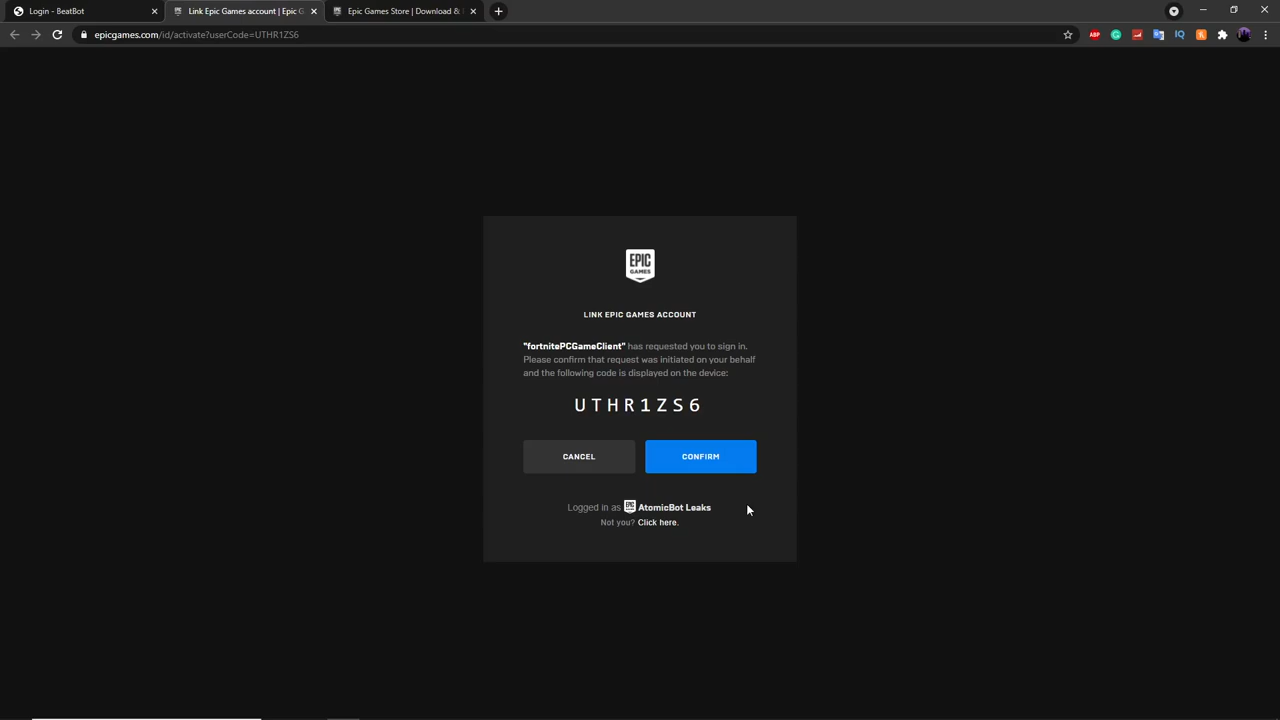 Login - BeatBot
Link Epic Games account | Epic G
Epic Games Store | Download &
epicgames.com/id/activate?userCode=UTHR1ZS6
ABP
IQ
EPIC
GAMES
LINK EPIC GAMES ACCOUNT
"fortnitePCGameClient" has requested you to sign in.
Please confirm that request was initiated on your behalf
and the following code is displayed on the device:
UTHR1ZS6
CANCEL
CONFIRM
Logged in as AtomicBot Leaks
Not you? Click here.